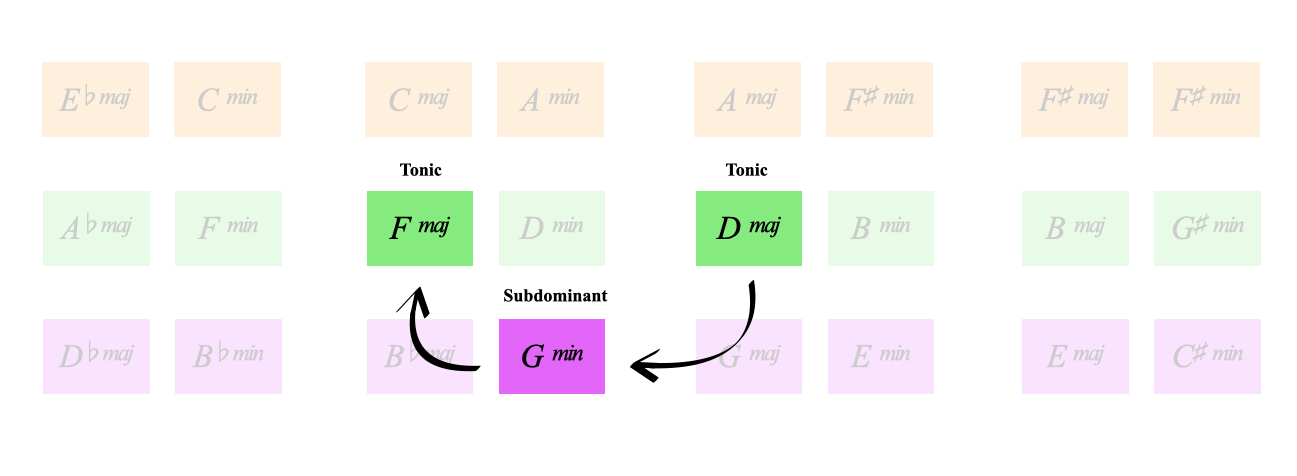 E♭ maj C min C maj A min A maj F♯ min F♯ maj F♯ min
Tonic Tonic
A♭ maj F min F maj D min D maj B min B maj G♯ min
Subdominant
D♭ maj B♭ min B♭ maj G min G maj E min E maj C♯ min